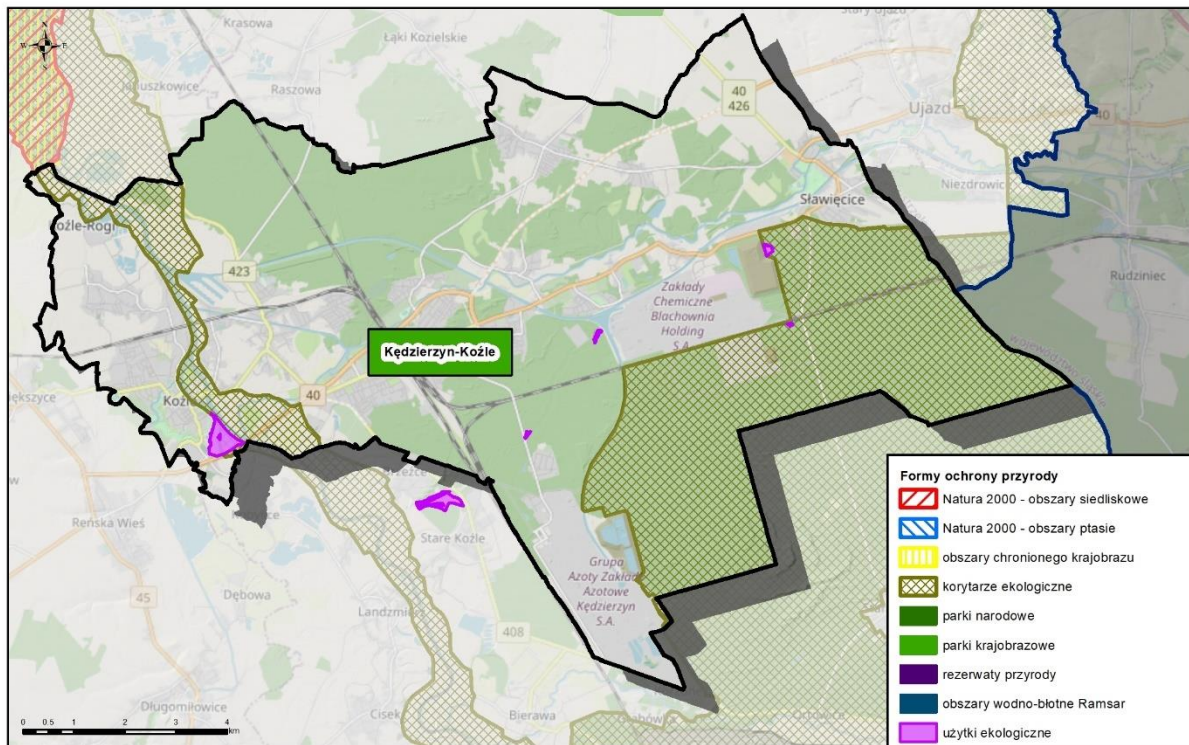 N
W E
S
Krasowa
Łąki Kozielskie
Stary Ujazd
Januszkowice
Raszowa
40
426
Ujazd
40
Niezdrowice
Sławięcice
Koźle-Rogi
423
Rudziniec
Zakłady
Chemiczne
Blachownia
Holding
S.A.
Kędzierzyn-Koźle
40
Koźle
Reńska Wieś
Stare Koźle
Grupa
Azoty Zakłady
Azotowe
Kędzierzyn
S.A.
45
Dębowa
Landzmierz
408
Długomiłowice
Cisek
Bierawa
0 0.5 1 2 3 4
km
Formy ochrony przyrody
Natura 2000 - obszary siedliskowe
Natura 2000 - obszary ptasie
obszary chronionego krajobrazu
korytarze ekologiczne
parki narodowe
parki krajobrazowe
rezerwaty przyrody
obszary wodno-błotne Ramsar
użytki ekologiczne